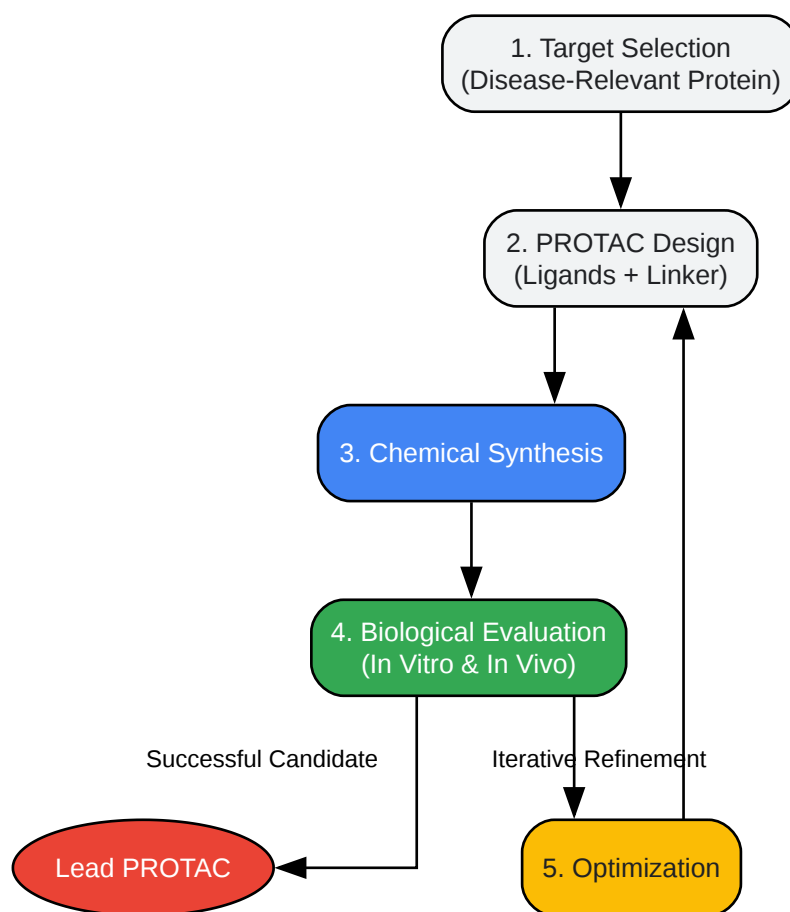 1. Target Selection
(Disease-Relevant Protein)
2. PROTAC Design
(Ligands + Linker)
3. Chemical Synthesis
4. Biological Evaluation
(In Vitro & In Vivo)
Successful Candidate
Iterative Refinement
Lead PROTAC
5. Optimization